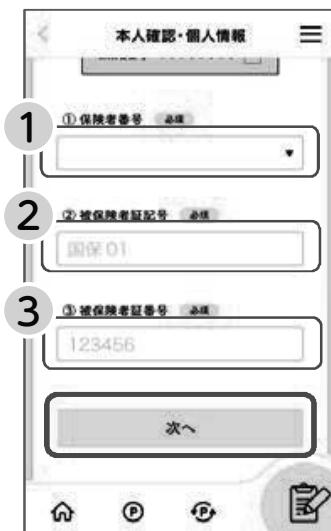 本人確認・個人情報
1
①保険者番号 必須
2
②被保険者証記号 必須
国保 01
3
③被保険者証番号 必須
123456
次へ
P
P